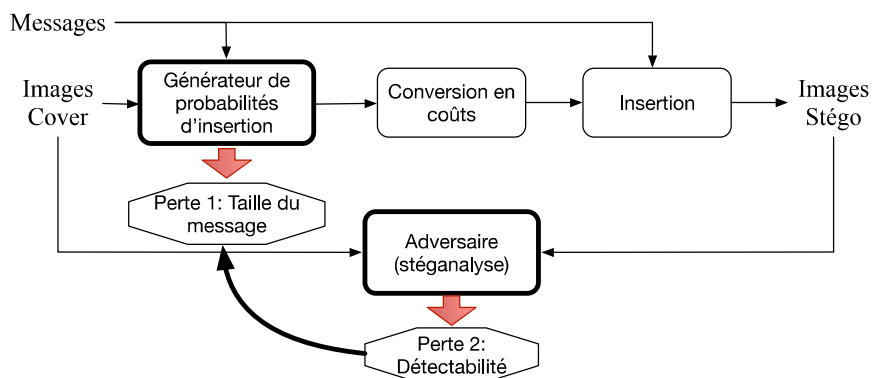 Messages
Images
Cover
Générateur de
probabilités
d'insertion
Conversion en
coûts
Insertion
Images
Stégo
Perte 1: Taille du
message
Adversaire
(stéganalyse)
Perte 2:
Détectabilité